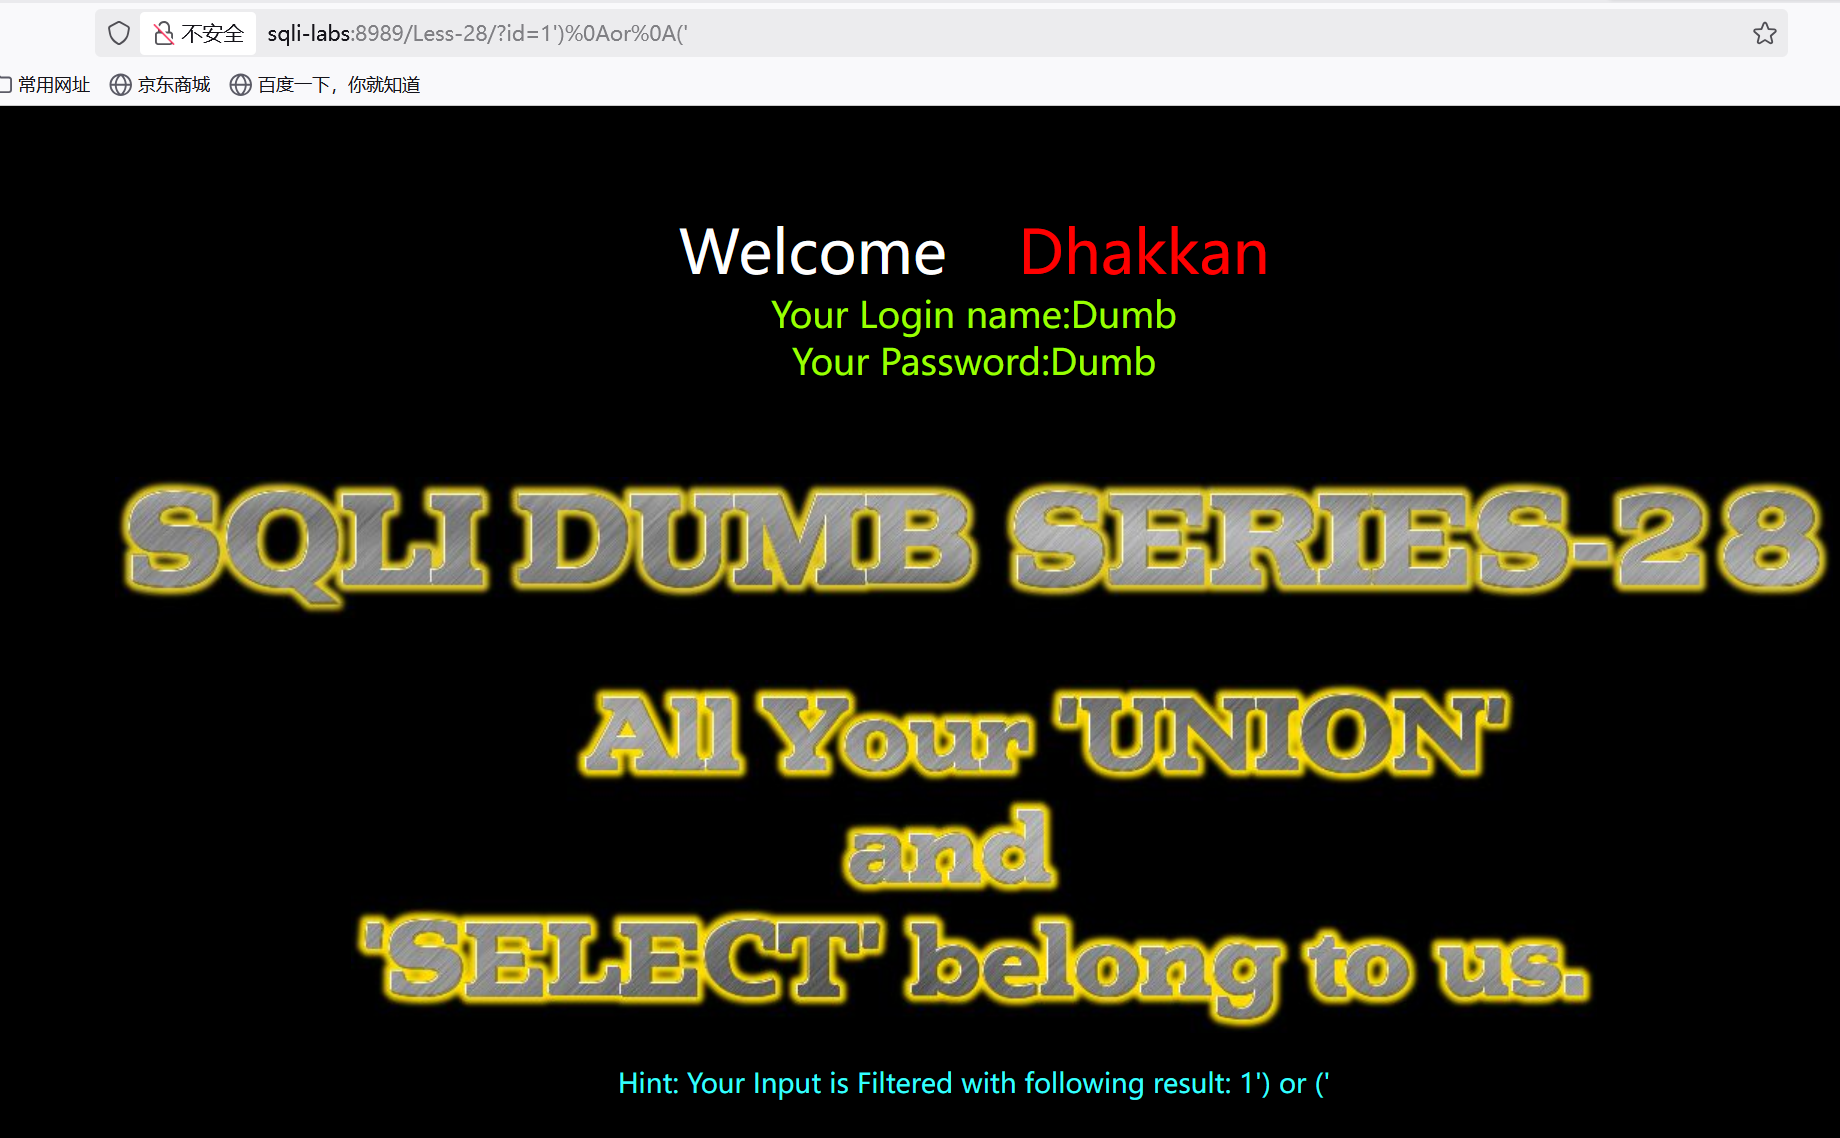 不安全 sqli-labs:8989/Less-28/?id=1')%0Aor%0A('
常用网址 京东商城 百度一下，你就知道
Welcome Dhakkan
Your Login name:Dumb
Your Password:Dumb
SQLI DUMB SERIES-28
All Your 'UNION'
and
'SELECT' belong to us.
Hint: Your Input is Filtered with following result: 1') or ('